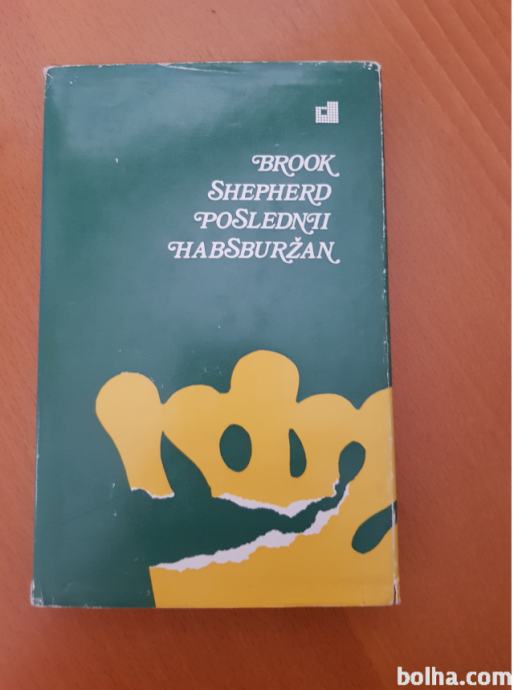 d
BROOK
SHEPHERD
POSLEDNJI
HABSBURŽAN
bolha.com